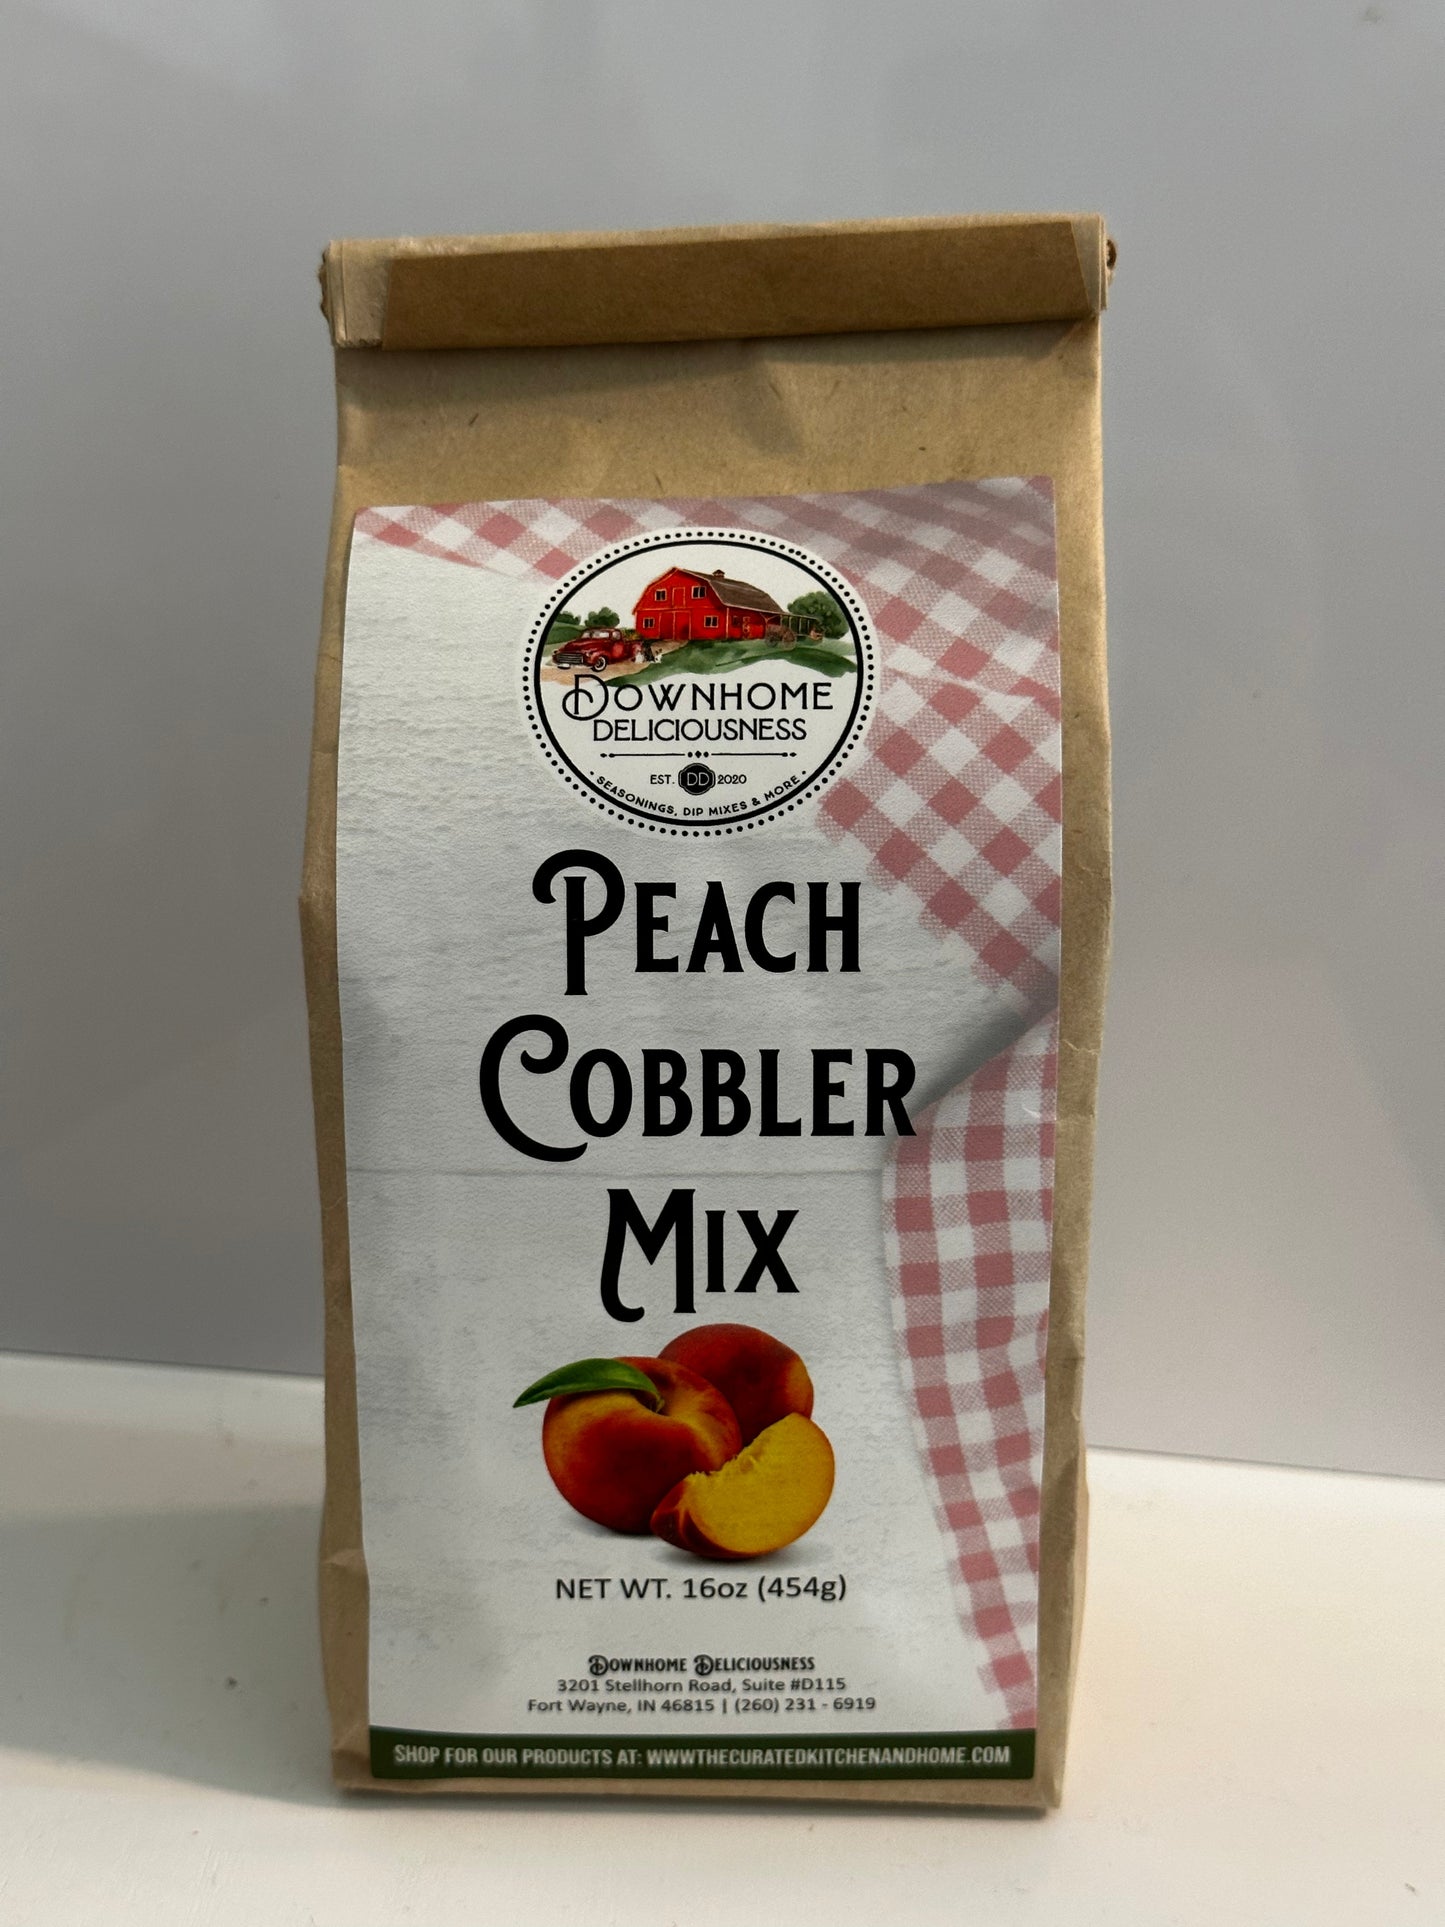 DOWNHOME
DELICIOUSNESS
EST. DD 2020
• SEASONINGS, DIP MIXES & MORE •
PEACH
COBBLER
MIX
NET WT. 16oz (454g)
DOWNHOME DELICIOUSNESS
3201 Stellhorn Road, Suite #D115
Fort Wayne, IN 46815 | (260) 231 - 6919
SHOP FOR OUR PRODUCTS AT: WWWTHECURATEDKITCHENANDHOME.COM